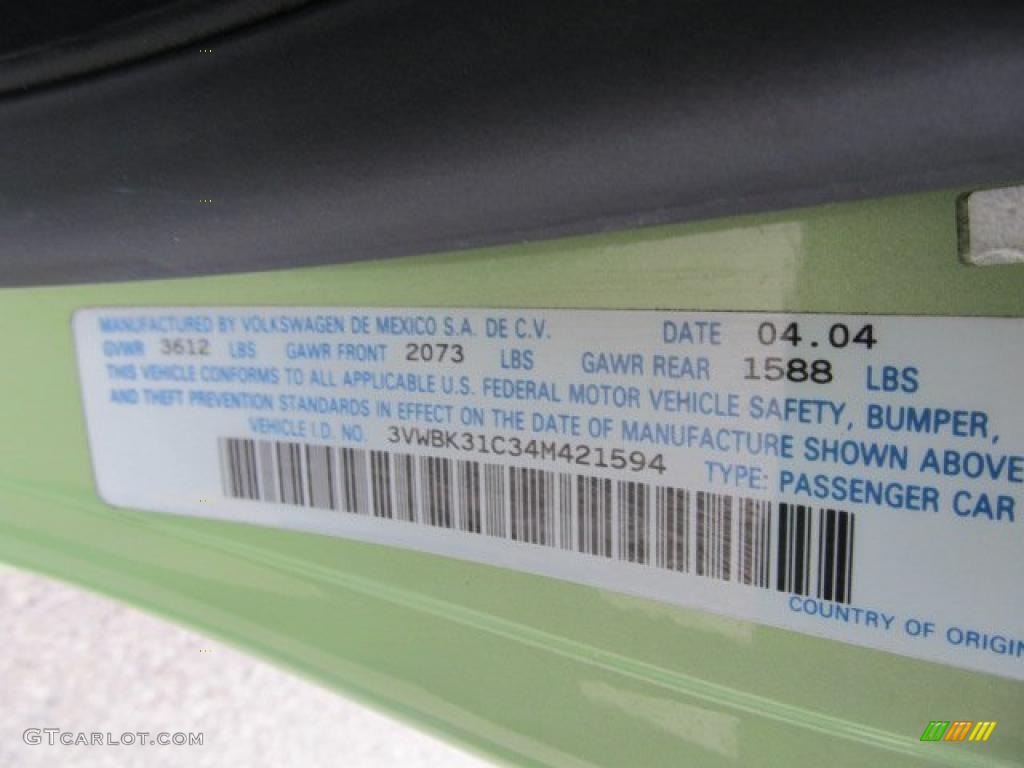 MANUFACTURED BY VOLKSWAGEN DE MEXICO S.A. DE C.V. DATE 04.04
GVWR 3612 LBS GAWR FRONT 2073 LBS GAWR REAR 1588 LBS
THIS VEHICLE CONFORMS TO ALL APPLICABLE U.S. FEDERAL MOTOR VEHICLE SAFETY, BUMPER,
AND THEFT PREVENTION STANDARDS IN EFFECT ON THE DATE OF MANUFACTURE SHOWN ABOVE
VEHICLE I.D. NO. 3VWBK31C34M421594 TYPE: PASSENGER CAR
COUNTRY OF ORIGIN
GTCARLOT.COM